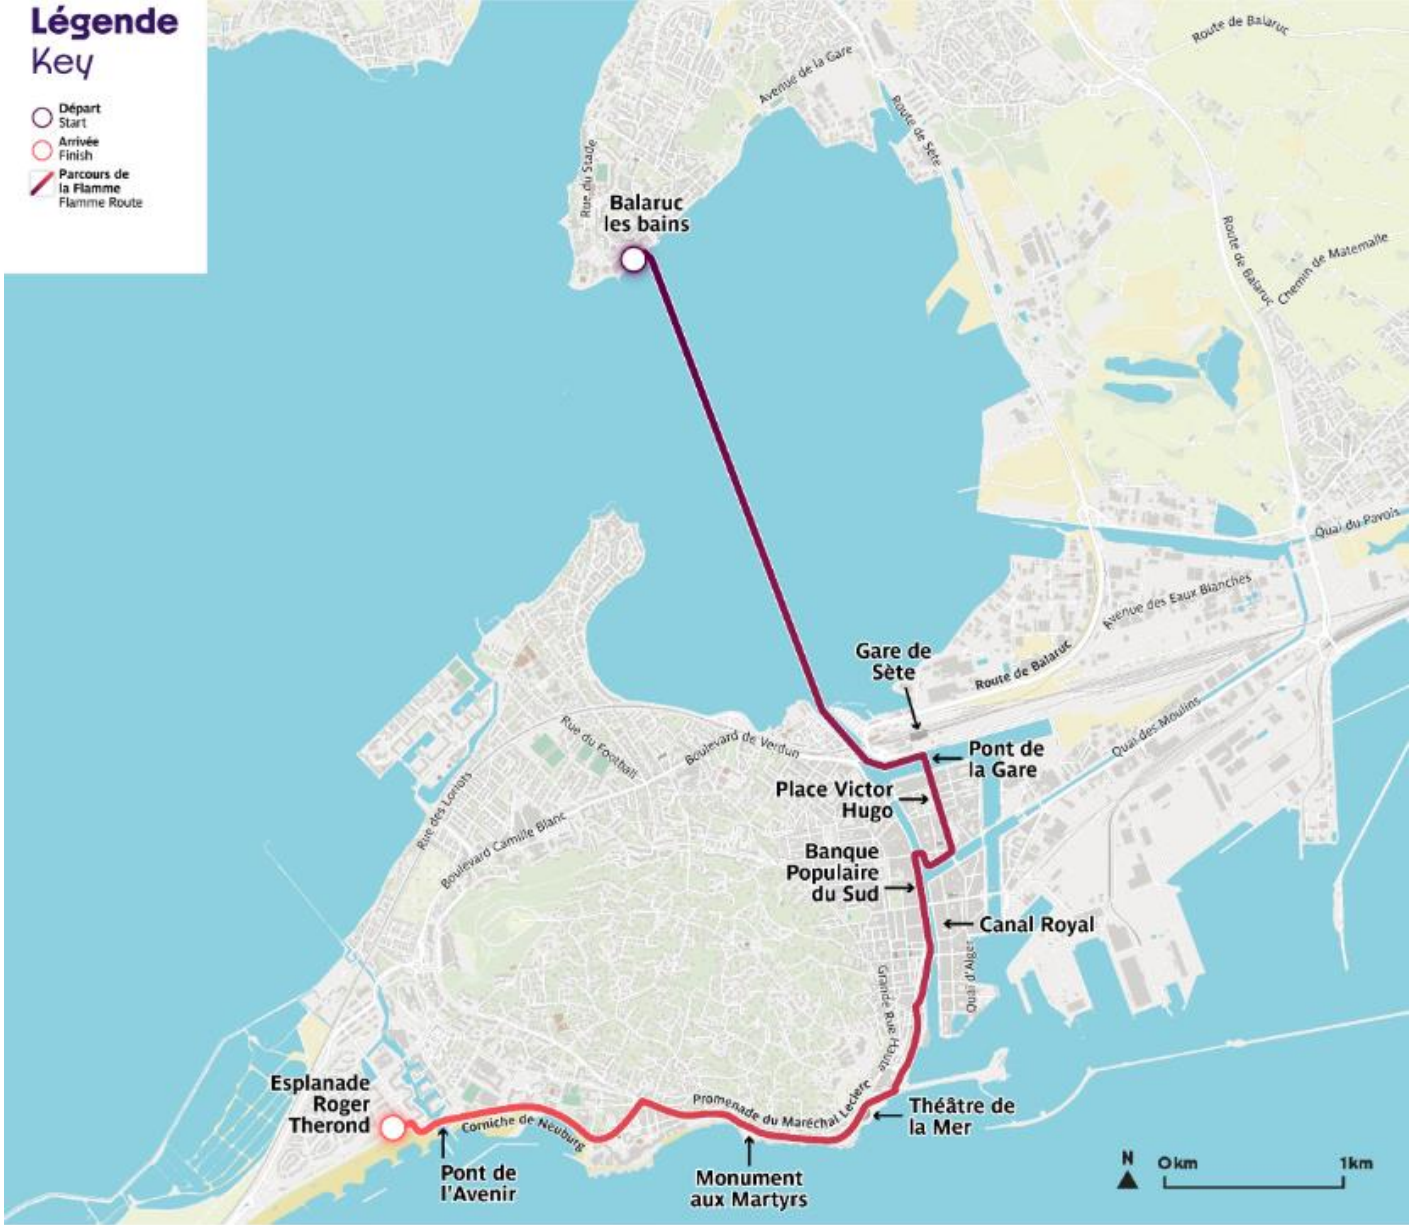 Légende
Key
Départ
Start
Arrivée
Finish
Parcours de
la Flamme
Flamme Route
Route de Balaruc
Avenue de la Gare
Route de Sète
Rue du Stade
Balaruc
les bains
Route de Balaruc
Chemin de Maternalle
Quai du Pavois
Avenue des Eaux Blanches
Gare de
Sète
Route de Balaruc
Quai des Moulins
Rue du Football
Boulevard de Verdun
Pont de
la Gare
Place Victor
Hugo
Rue des Loriots
Boulevard Camille Blanc
Banque
Populaire
du Sud
Canal Royal
Quai d'Alger
Grande Rue Haute
Esplanade
Roger
Therond
Promenade du Maréchal Leclerc
Théâtre de
la Mer
Corniche de Neuburg
Pont de
l'Avenir
Monument
aux Martyrs
N
0km
1km